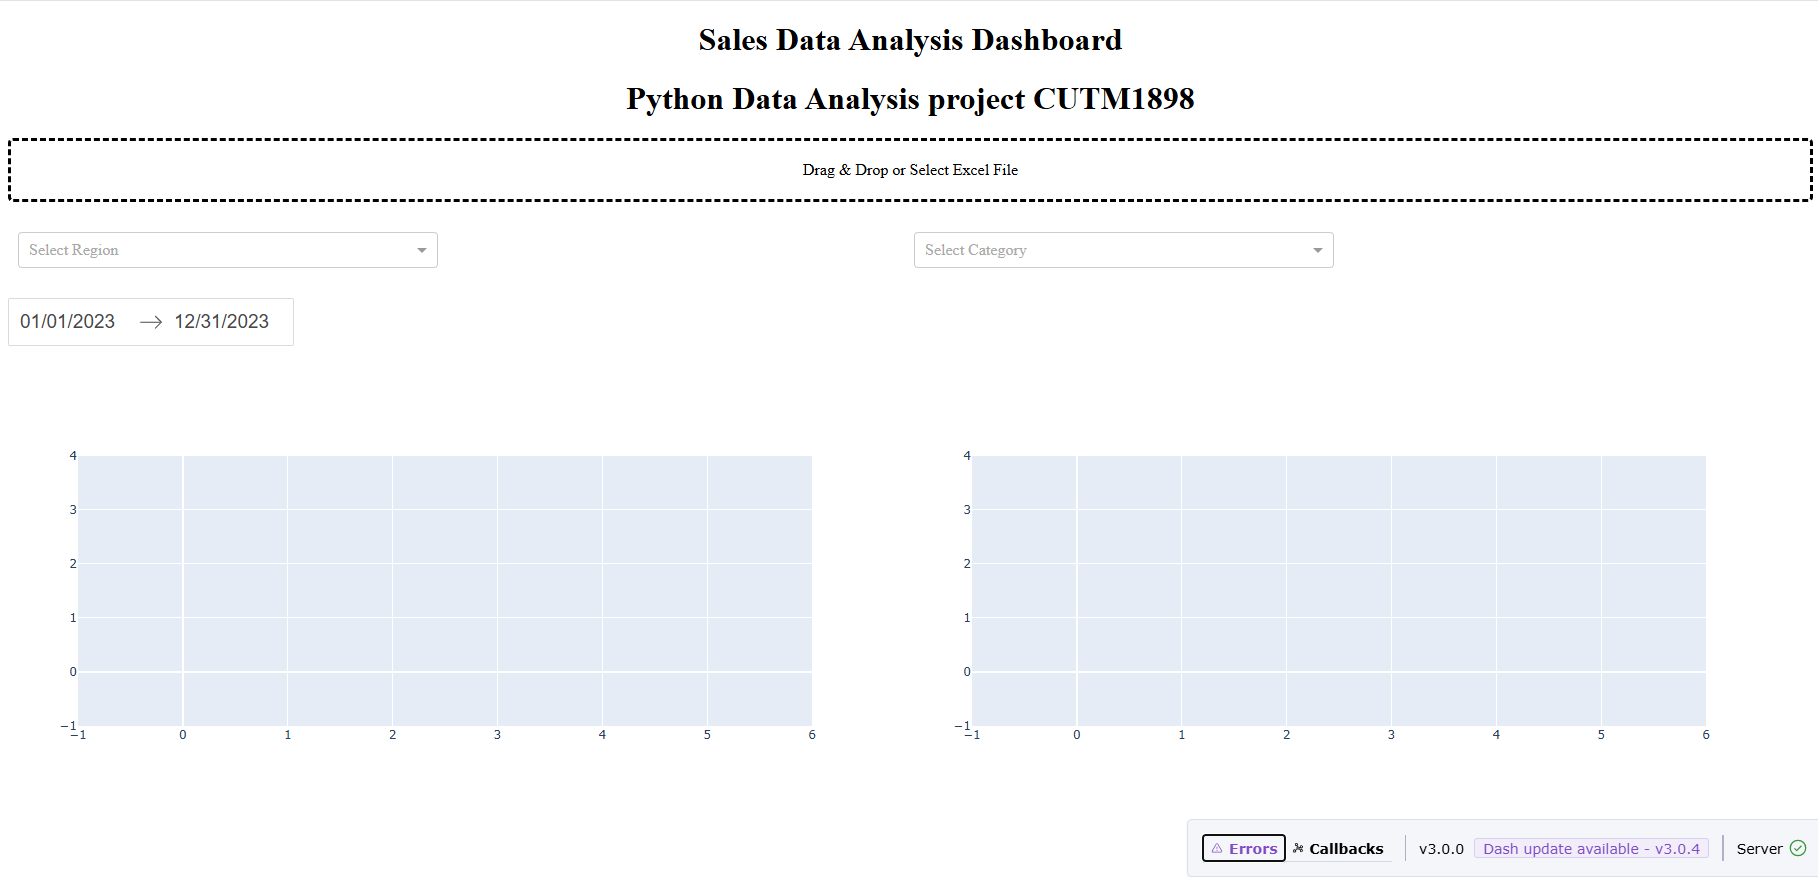 Sales Data Analysis Dashboard
Python Data Analysis project CUTM1898
Drag & Drop or Select Excel File
Select Region
Select Category
01/01/2023 → 12/31/2023
4
3
2
1
0
−1
−1 0 1 2 3 4 5 6
4
3
2
1
0
−1
−1 0 1 2 3 4 5 6
Errors Callbacks v3.0.0 Dash update available - v3.0.4 Server